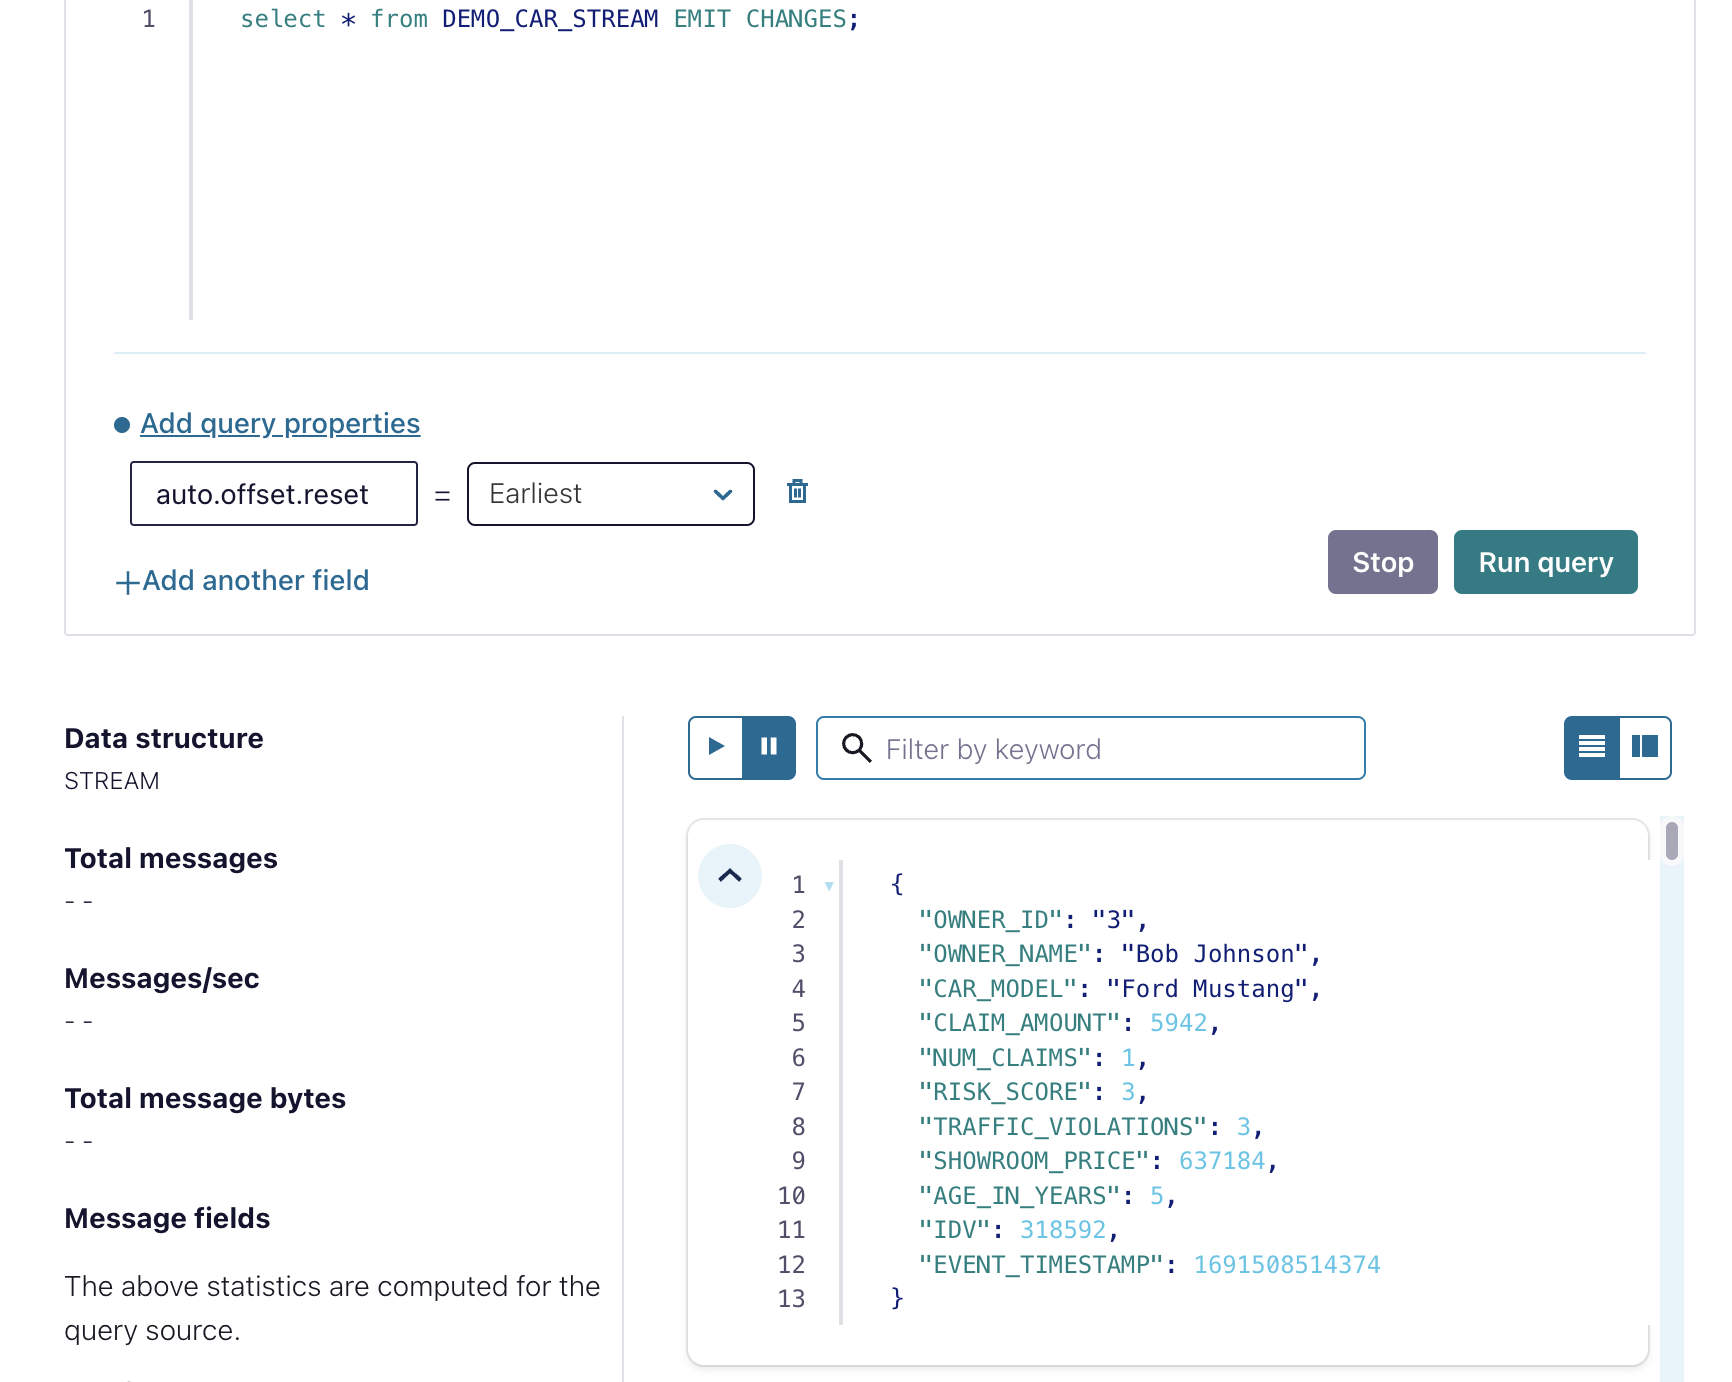 1 select * from DEMO_CAR_STREAM EMIT CHANGES;
Add query properties
auto.offset.reset = Earliest
+Add another field
Stop Run query
Data structure
STREAM
Total messages
--
Messages/sec
--
Total message bytes
--
Message fields
The above statistics are computed for the
query source.
Filter by keyword
1 {
2 "OWNER_ID": "3",
3 "OWNER_NAME": "Bob Johnson",
4 "CAR_MODEL": "Ford Mustang",
5 "CLAIM_AMOUNT": 5942,
6 "NUM_CLAIMS": 1,
7 "RISK_SCORE": 3,
8 "TRAFFIC_VIOLATIONS": 3,
9 "SHOWROOM_PRICE": 637184,
10 "AGE_IN_YEARS": 5,
11 "IDV": 318592,
12 "EVENT_TIMESTAMP": 1691508514374
13 }